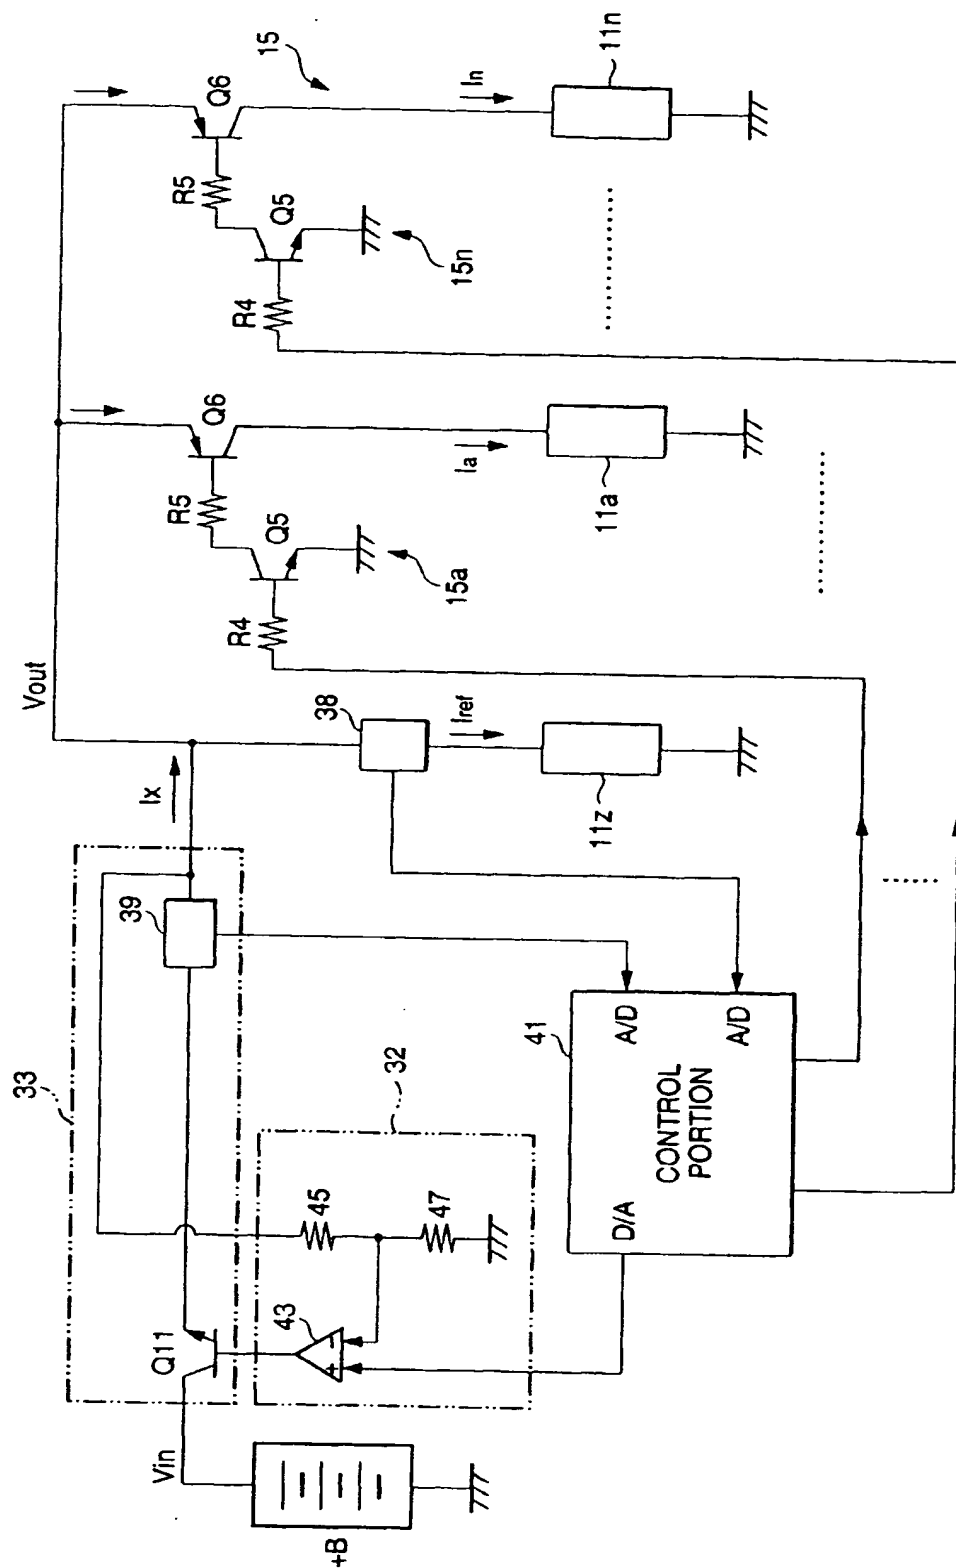 +B
Vin
Q11
33
39
Ix
Vout
43
45
47
32
D/A
CONTROL
PORTION
41
A/D
A/D
38
Iref
11z
R4
Q5
R5
Q6
15a
Ia
11a
R4
Q5
R5
Q6
15n
15
In
11n